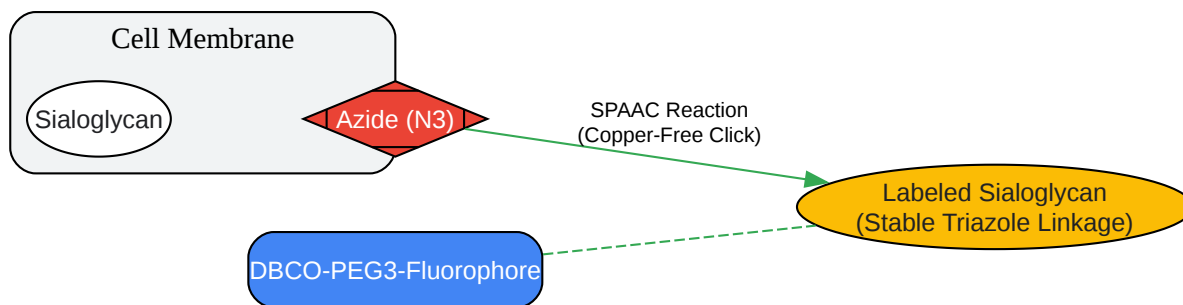 Cell Membrane
Sialoglycan
Azide (N3)
SPAAC Reaction
(Copper-Free Click)
Labeled Sialoglycan
(Stable Triazole Linkage)
DBCO-PEG3-Fluorophore